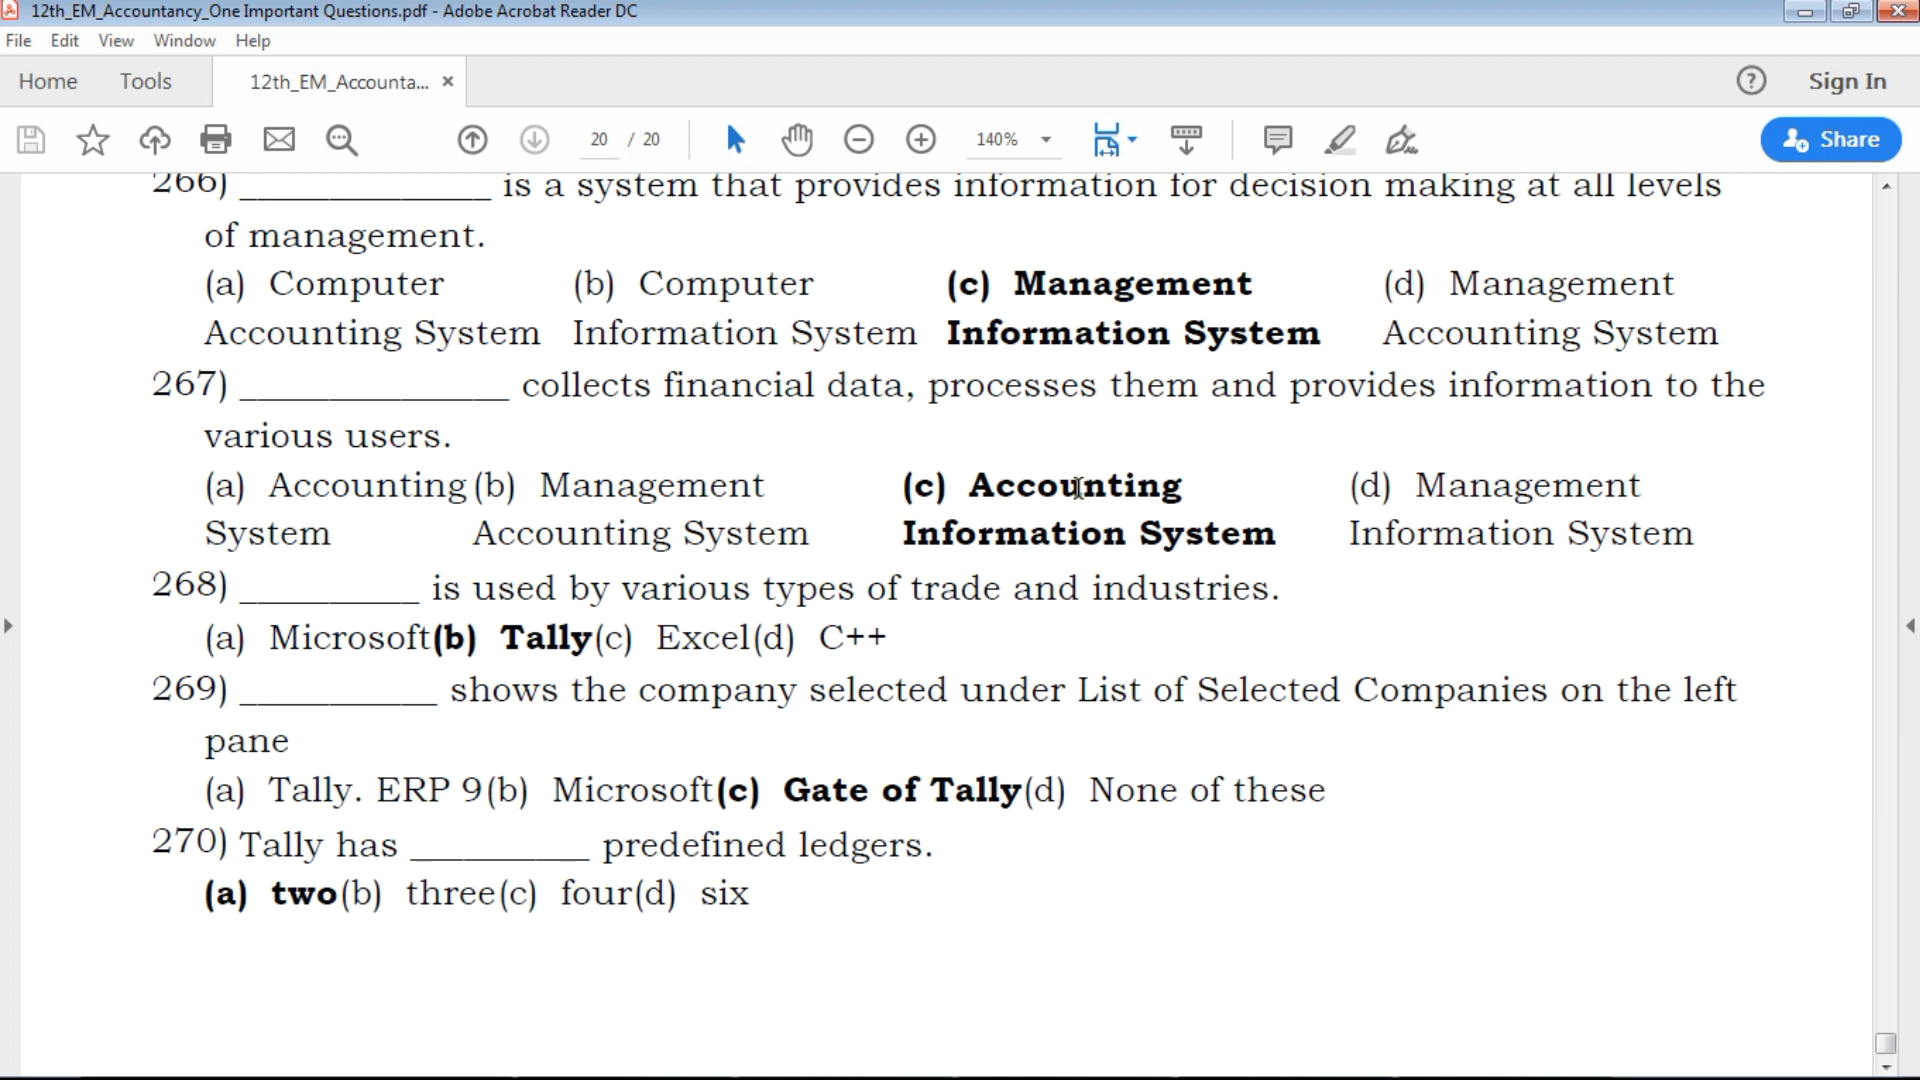 12th_EM_Accountancy_One Important Questions.pdf - Adobe Acrobat Reader DC
File Edit View Window Help
Home Tools 12th_EM_Accounta... × ? Sign In
20 / 20 140% Share
266) ______________ is a system that provides information for decision making at all levels
of management.
(a) Computer (b) Computer (c) Management (d) Management
Accounting System Information System Information System Accounting System
267) _______________ collects financial data, processes them and provides information to the
various users.
(a) Accounting (b) Management (c) Accounting (d) Management
System Accounting System Information System Information System
268) __________ is used by various types of trade and industries.
(a) Microsoft(b) Tally(c) Excel(d) C++
269) ___________ shows the company selected under List of Selected Companies on the left
pane
(a) Tally. ERP 9(b) Microsoft(c) Gate of Tally(d) None of these
270) Tally has __________ predefined ledgers.
(a) two(b) three(c) four(d) six